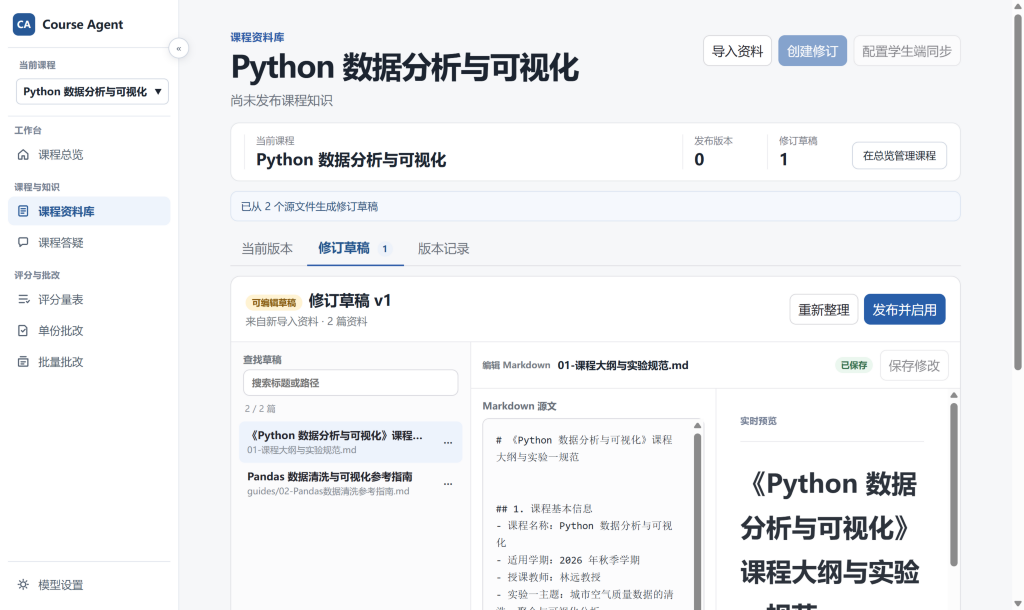 CA Course Agent
«
当前课程
Python 数据分析与可视化 ▼
工作台
课程总览
课程与知识
课程资料库
课程答疑
评分与批改
评分量表
单份批改
批量批改
模型设置
课程资料库
Python 数据分析与可视化
尚未发布课程知识
导入资料
创建修订
配置学生端同步
当前课程
Python 数据分析与可视化
发布版本
0
修订草稿
1
在总览管理课程
已从 2 个源文件生成修订草稿
当前版本
修订草稿 1
版本记录
可编辑草稿 修订草稿 v1
来自新导入资料 · 2 篇资料
重新整理
发布并启用
查找草稿
搜索标题或路径
2 / 2 篇
《Python 数据分析与可视化》课程...
01-课程大纲与实验规范.md
...
Pandas 数据清洗与可视化参考指南
guides/02-Pandas数据清洗参考指南.md
...
编辑 Markdown 01-课程大纲与实验规范.md
已保存
保存修改
Markdown 源文
# 《Python 数据分析与可视化》课程
大纲与实验一规范
## 1. 课程基本信息
- 课程名称：Python 数据分析与可视
化
- 适用学期：2026 年秋季学期
- 授课教师：林远教授
- 实验一主题：城市空气质量数据的清
洗、聚合与可视化分析
实时预览
《Python 数据
分析与可视化》
课程大纲与实验
一规范